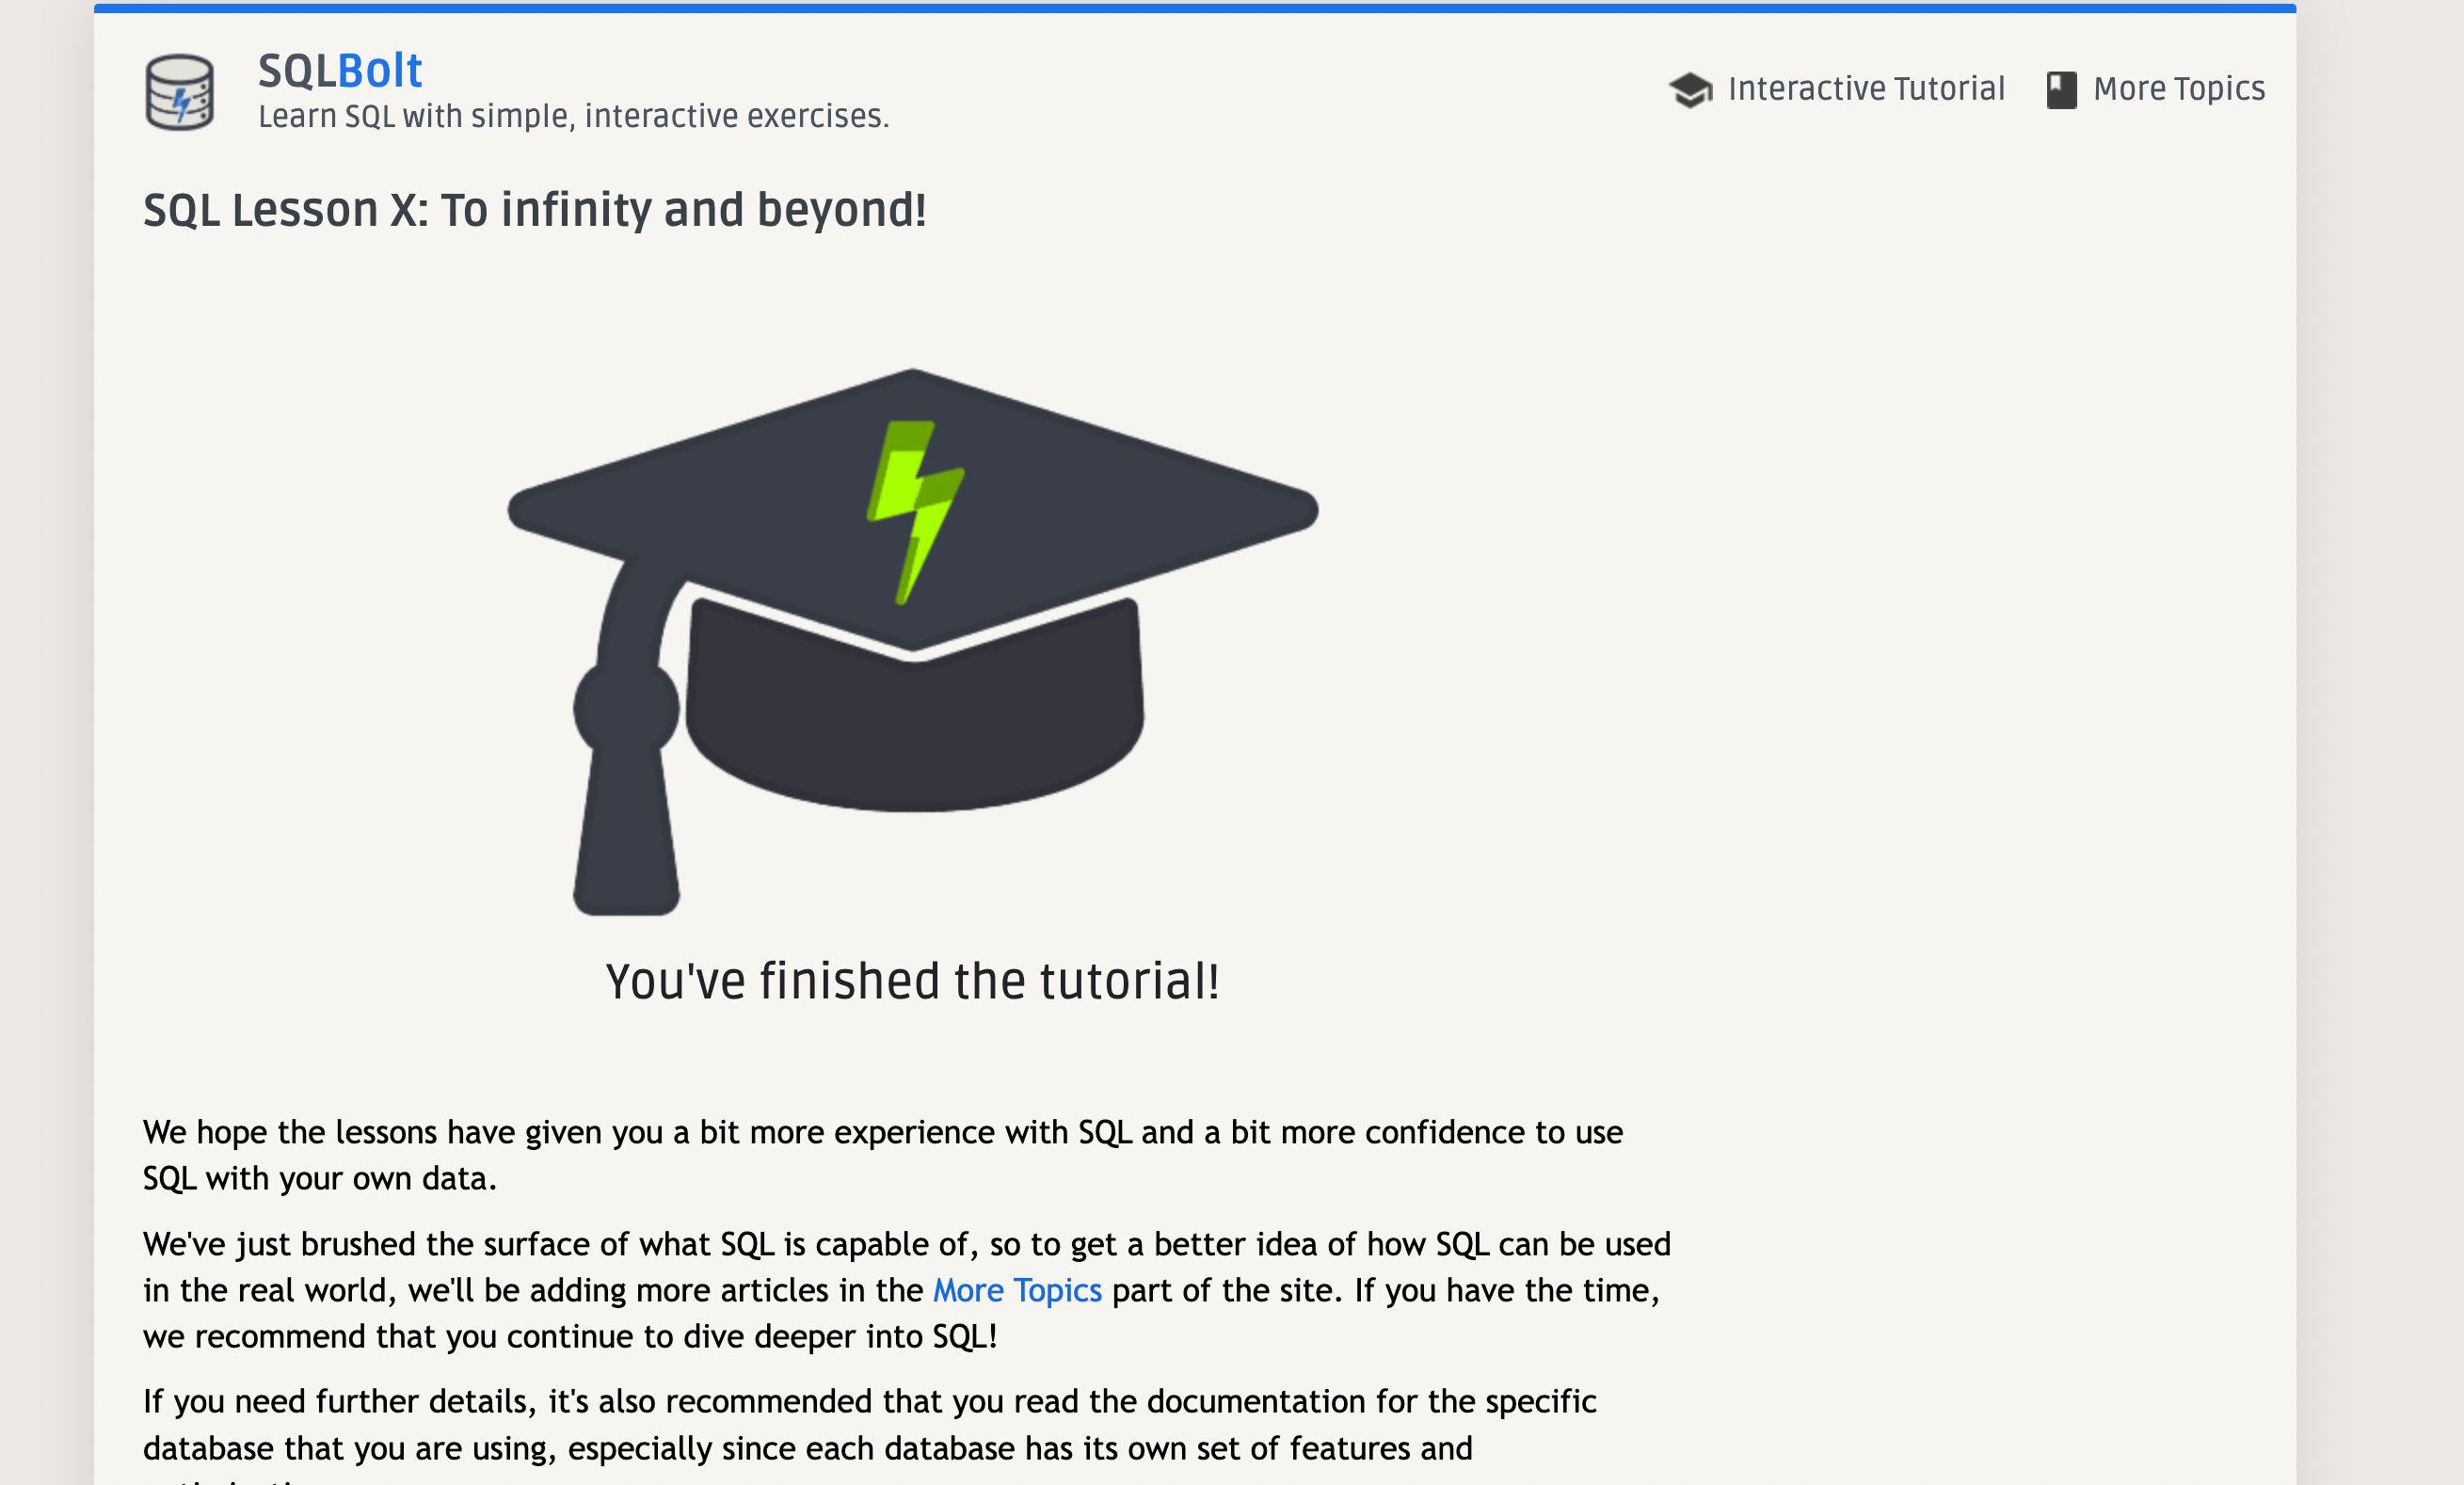 SQLBolt
Learn SQL with simple, interactive exercises.
Interactive Tutorial
More Topics
SQL Lesson X: To infinity and beyond!
You've finished the tutorial!
We hope the lessons have given you a bit more experience with SQL and a bit more confidence to use
SQL with your own data.
We've just brushed the surface of what SQL is capable of, so to get a better idea of how SQL can be used
in the real world, we'll be adding more articles in the More Topics part of the site. If you have the time,
we recommend that you continue to dive deeper into SQL!
If you need further details, it's also recommended that you read the documentation for the specific
database that you are using, especially since each database has its own set of features and